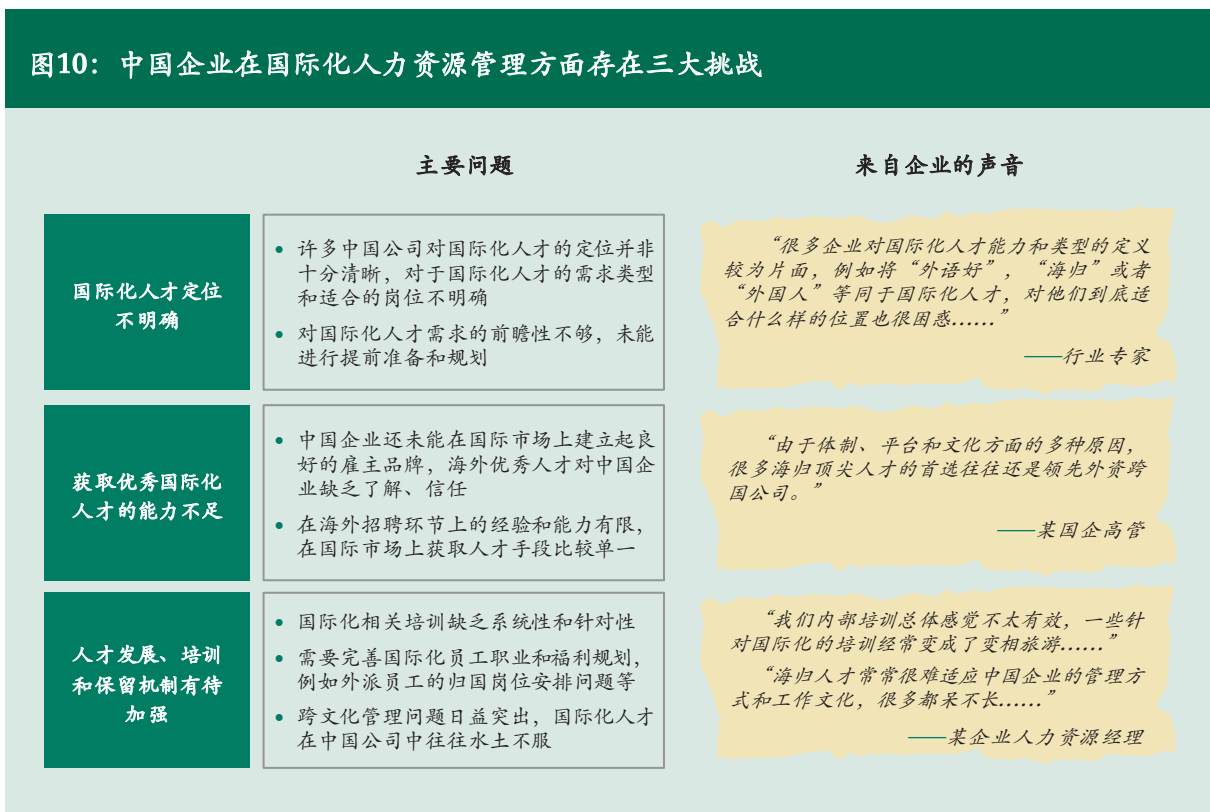 图10：中国企业在国际化人力资源管理方面存在三大挑战
主要问题
来自企业的声音
国际化人才定位
不明确
• 许多中国公司对国际化人才的定位并非
十分清晰，对于国际化人才的需求类型
和适合的岗位不明确
• 对国际化人才需求的前瞻性不够，未能
进行提前准备和规划
“很多企业对国际化人才能力和类型的定义
较为片面，例如将“外语好”，“海归”或者
“外国人”等同于国际化人才，对他们到底适
合什么样的位置也很困惑……”
——行业专家
获取优秀国际化
人才的能力不足
• 中国企业还未能在国际市场上建立起良
好的雇主品牌，海外优秀人才对中国企
业缺乏了解、信任
• 在海外招聘环节上的经验和能力有限，
在国际市场上获取人才手段比较单一
“由于体制、平台和文化方面的多种原因，
很多海归顶尖人才的首选往往还是领先外资跨
国公司。”
——某国企高管
人才发展、培训
和保留机制有待
加强
• 国际化相关培训缺乏系统性和针对性
• 需要完善国际化员工职业和福利规划，
例如外派员工的归国岗位安排问题等
• 跨文化管理问题日益突出，国际化人才
在中国公司中往往水土不服
“我们内部培训总体感觉不太有效，一些针
对国际化的培训经常变成了变相旅游……”
“海归人才常常很难适应中国企业的管理方
式和工作文化，很多都呆不长……”
——某企业人力资源经理